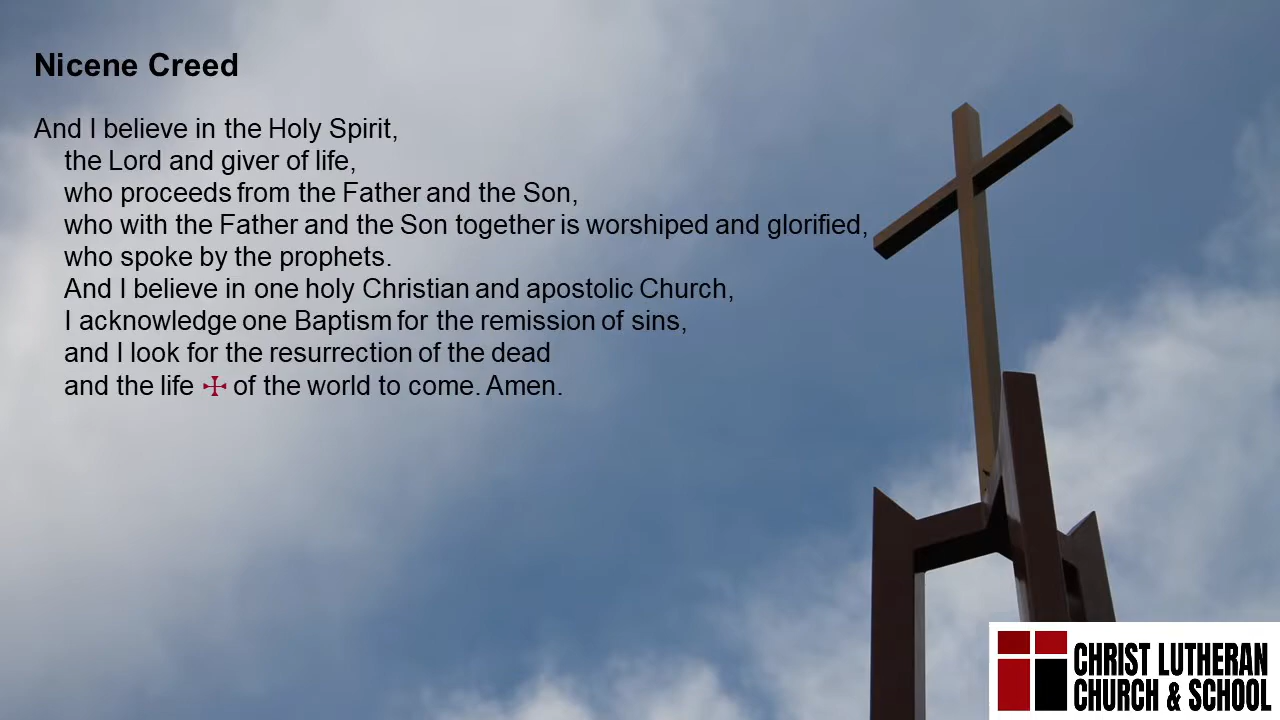 Nicene Creed
And I believe in the Holy Spirit,
the Lord and giver of life,
who proceeds from the Father and the Son,
who with the Father and the Son together is worshiped and glorified,
who spoke by the prophets.
And I believe in one holy Christian and apostolic Church,
I acknowledge one Baptism for the remission of sins,
and I look for the resurrection of the dead
and the life ☩ of the world to come. Amen.
CHRIST LUTHERAN
CHURCH & SCHOOL